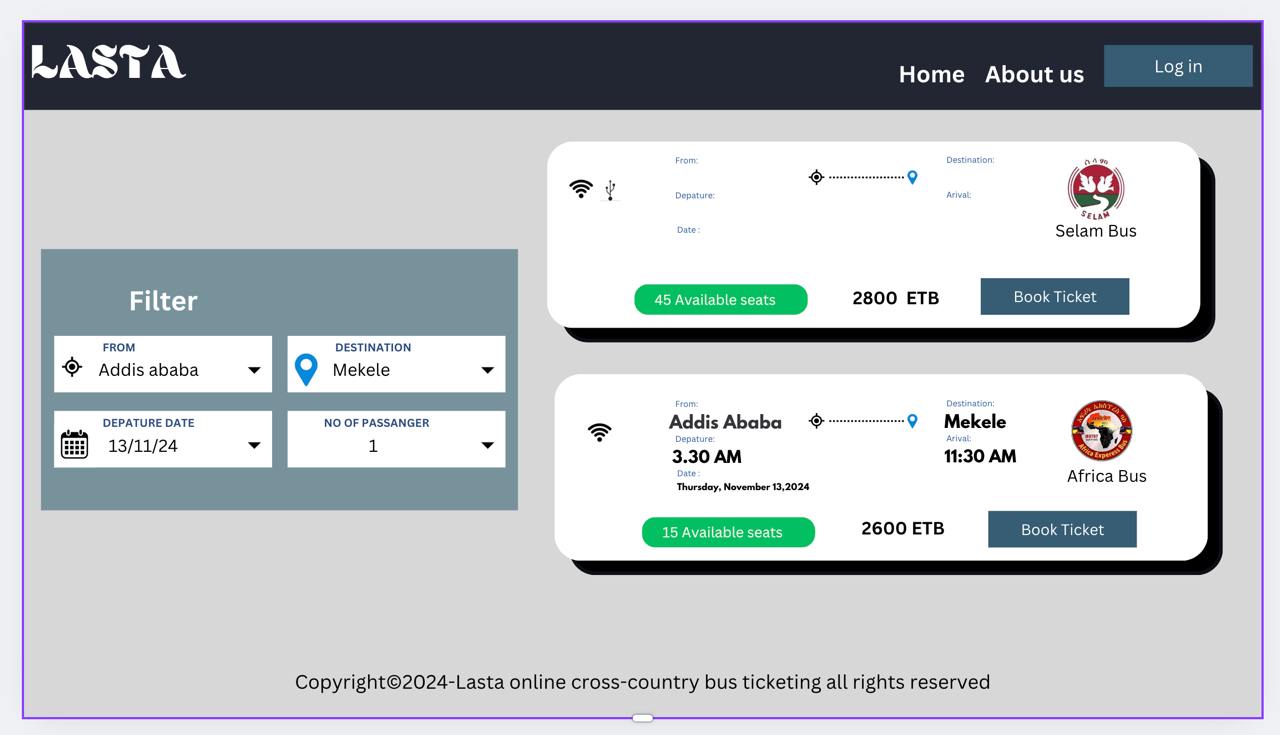 LASTA
Home About us Log in
From:
Destination:
Depature:
Arival:
Date :
SELAM
Selam Bus
45 Available seats
2800 ETB
Book Ticket
Filter
FROM
Addis ababa
DESTINATION
Mekele
DEPATURE DATE
13/11/24
NO OF PASSANGER
1
From:
Addis Ababa
Destination:
Mekele
Depature:
3.30 AM
Arival:
11:30 AM
Date :
Thursday, November 13,2024
Africa Bus
15 Available seats
2600 ETB
Book Ticket
Copyright©2024-Lasta online cross-country bus ticketing all rights reserved